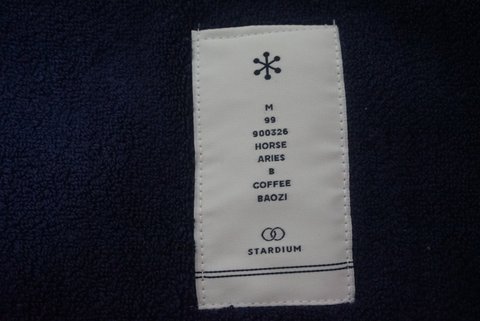 M
99
900326
HORSE
ARIES
B
COFFEE
BAOZI
STARDIUM